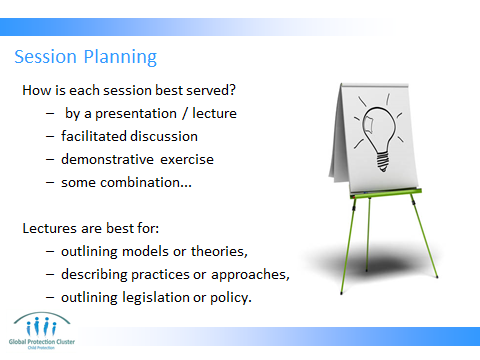 Session Planning
How is each session best served?
– by a presentation / lecture
– facilitated discussion
– demonstrative exercise
– some combination...
Lectures are best for:
– outlining models or theories,
– describing practices or approaches,
– outlining legislation or policy.
Global Protection Cluster
Child Protection